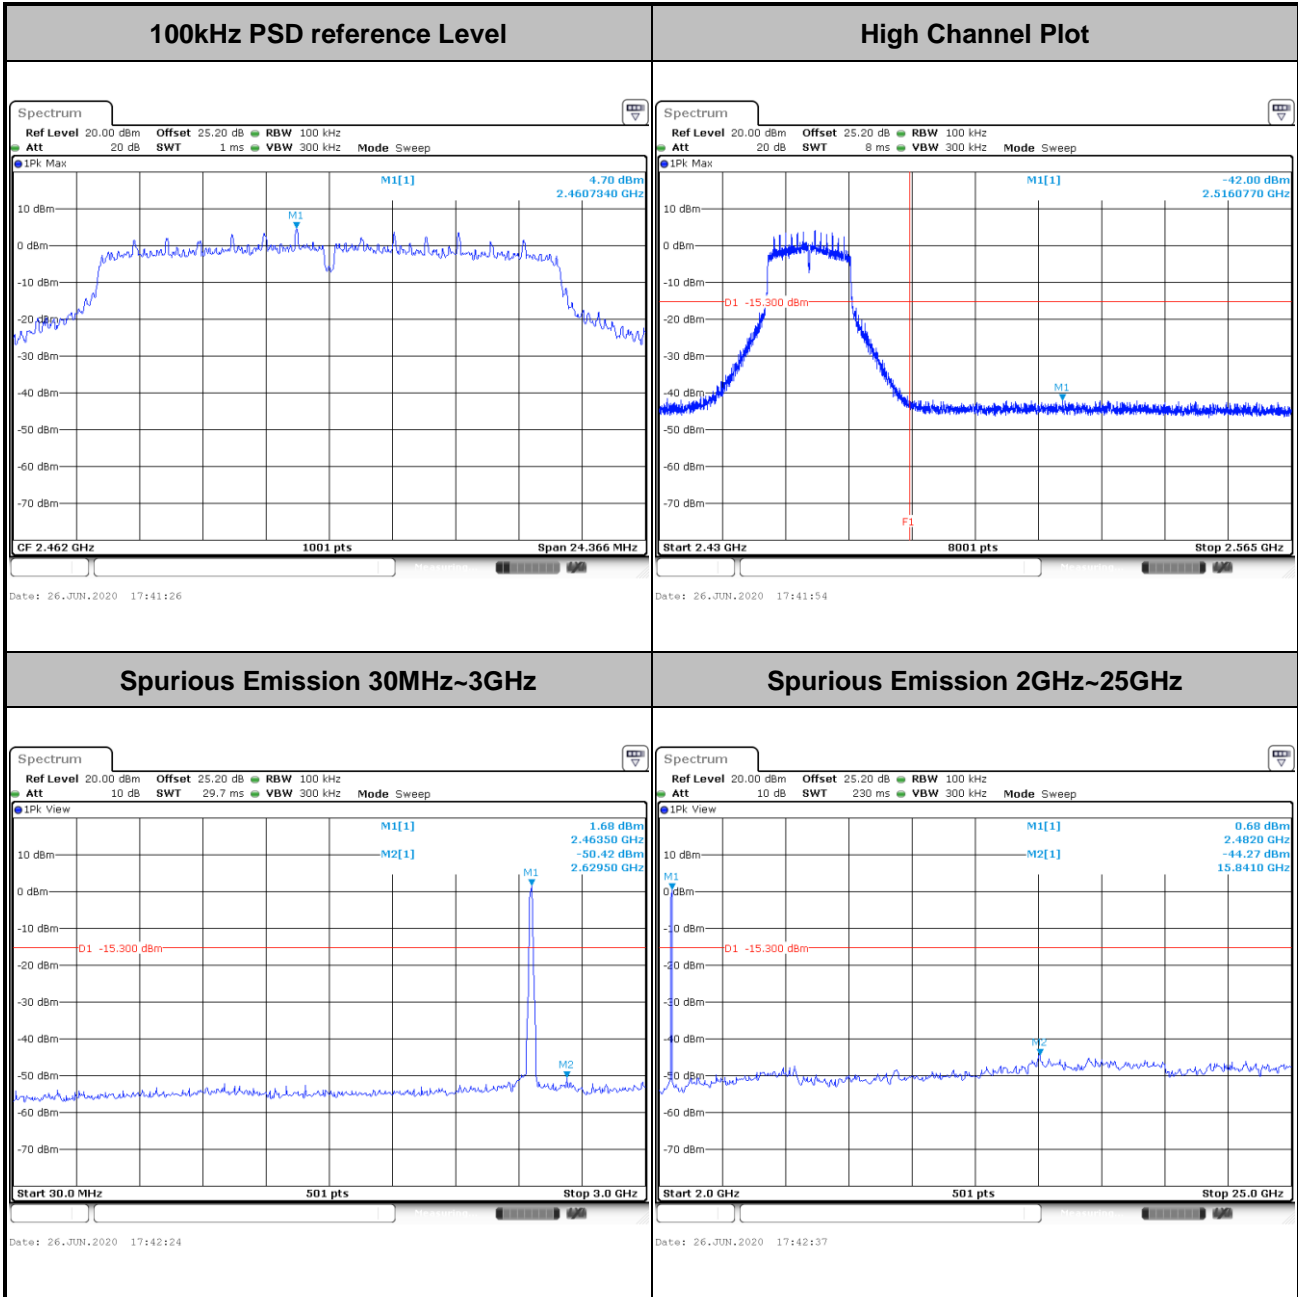 100kHz PSD reference Level
High Channel Plot
Spectrum
Ref Level 20.00 dBm Offset 25.20 dB RBW 100 kHz
Att 20 dB SWT 1 ms VBW 300 kHz Mode Sweep
1Pk Max
M1[1] 4.70 dBm
2.4607340 GHz
M1
10 dBm
0 dBm
-10 dBm
-20 dBm
-30 dBm
-40 dBm
-50 dBm
-60 dBm
-70 dBm
CF 2.462 GHz 1001 pts Span 24.366 MHz
Measuring
Date: 26.JUN.2020 17:41:26
Spectrum
Ref Level 20.00 dBm Offset 25.20 dB RBW 100 kHz
Att 20 dB SWT 8 ms VBW 300 kHz Mode Sweep
1Pk Max
M1[1] -42.00 dBm
2.5160770 GHz
10 dBm
0 dBm
-10 dBm
D1 -15.300 dBm
-20 dBm
-30 dBm
-40 dBm
M1
-50 dBm
-60 dBm
-70 dBm
F1
Start 2.43 GHz 8001 pts Stop 2.565 GHz
Measuring
Date: 26.JUN.2020 17:41:54
Spurious Emission 30MHz~3GHz
Spurious Emission 2GHz~25GHz
Spectrum
Ref Level 20.00 dBm Offset 25.20 dB RBW 100 kHz
Att 10 dB SWT 29.7 ms VBW 300 kHz Mode Sweep
1Pk View
M1[1] 1.68 dBm
2.46350 GHz
M2[1] -50.42 dBm
2.62950 GHz
10 dBm
M1
0 dBm
-10 dBm
D1 -15.300 dBm
-20 dBm
-30 dBm
-40 dBm
M2
-50 dBm
-60 dBm
-70 dBm
Start 30.0 MHz 501 pts Stop 3.0 GHz
Measuring
Date: 26.JUN.2020 17:42:24
Spectrum
Ref Level 20.00 dBm Offset 25.20 dB RBW 100 kHz
Att 10 dB SWT 230 ms VBW 300 kHz Mode Sweep
1Pk View
M1[1] 0.68 dBm
2.4820 GHz
M2[1] -44.27 dBm
15.8410 GHz
10 dBm
M1
0 dBm
-10 dBm
D1 -15.300 dBm
-20 dBm
-30 dBm
-40 dBm
M2
-50 dBm
-60 dBm
-70 dBm
Start 2.0 GHz 501 pts Stop 25.0 GHz
Measuring
Date: 26.JUN.2020 17:42:37